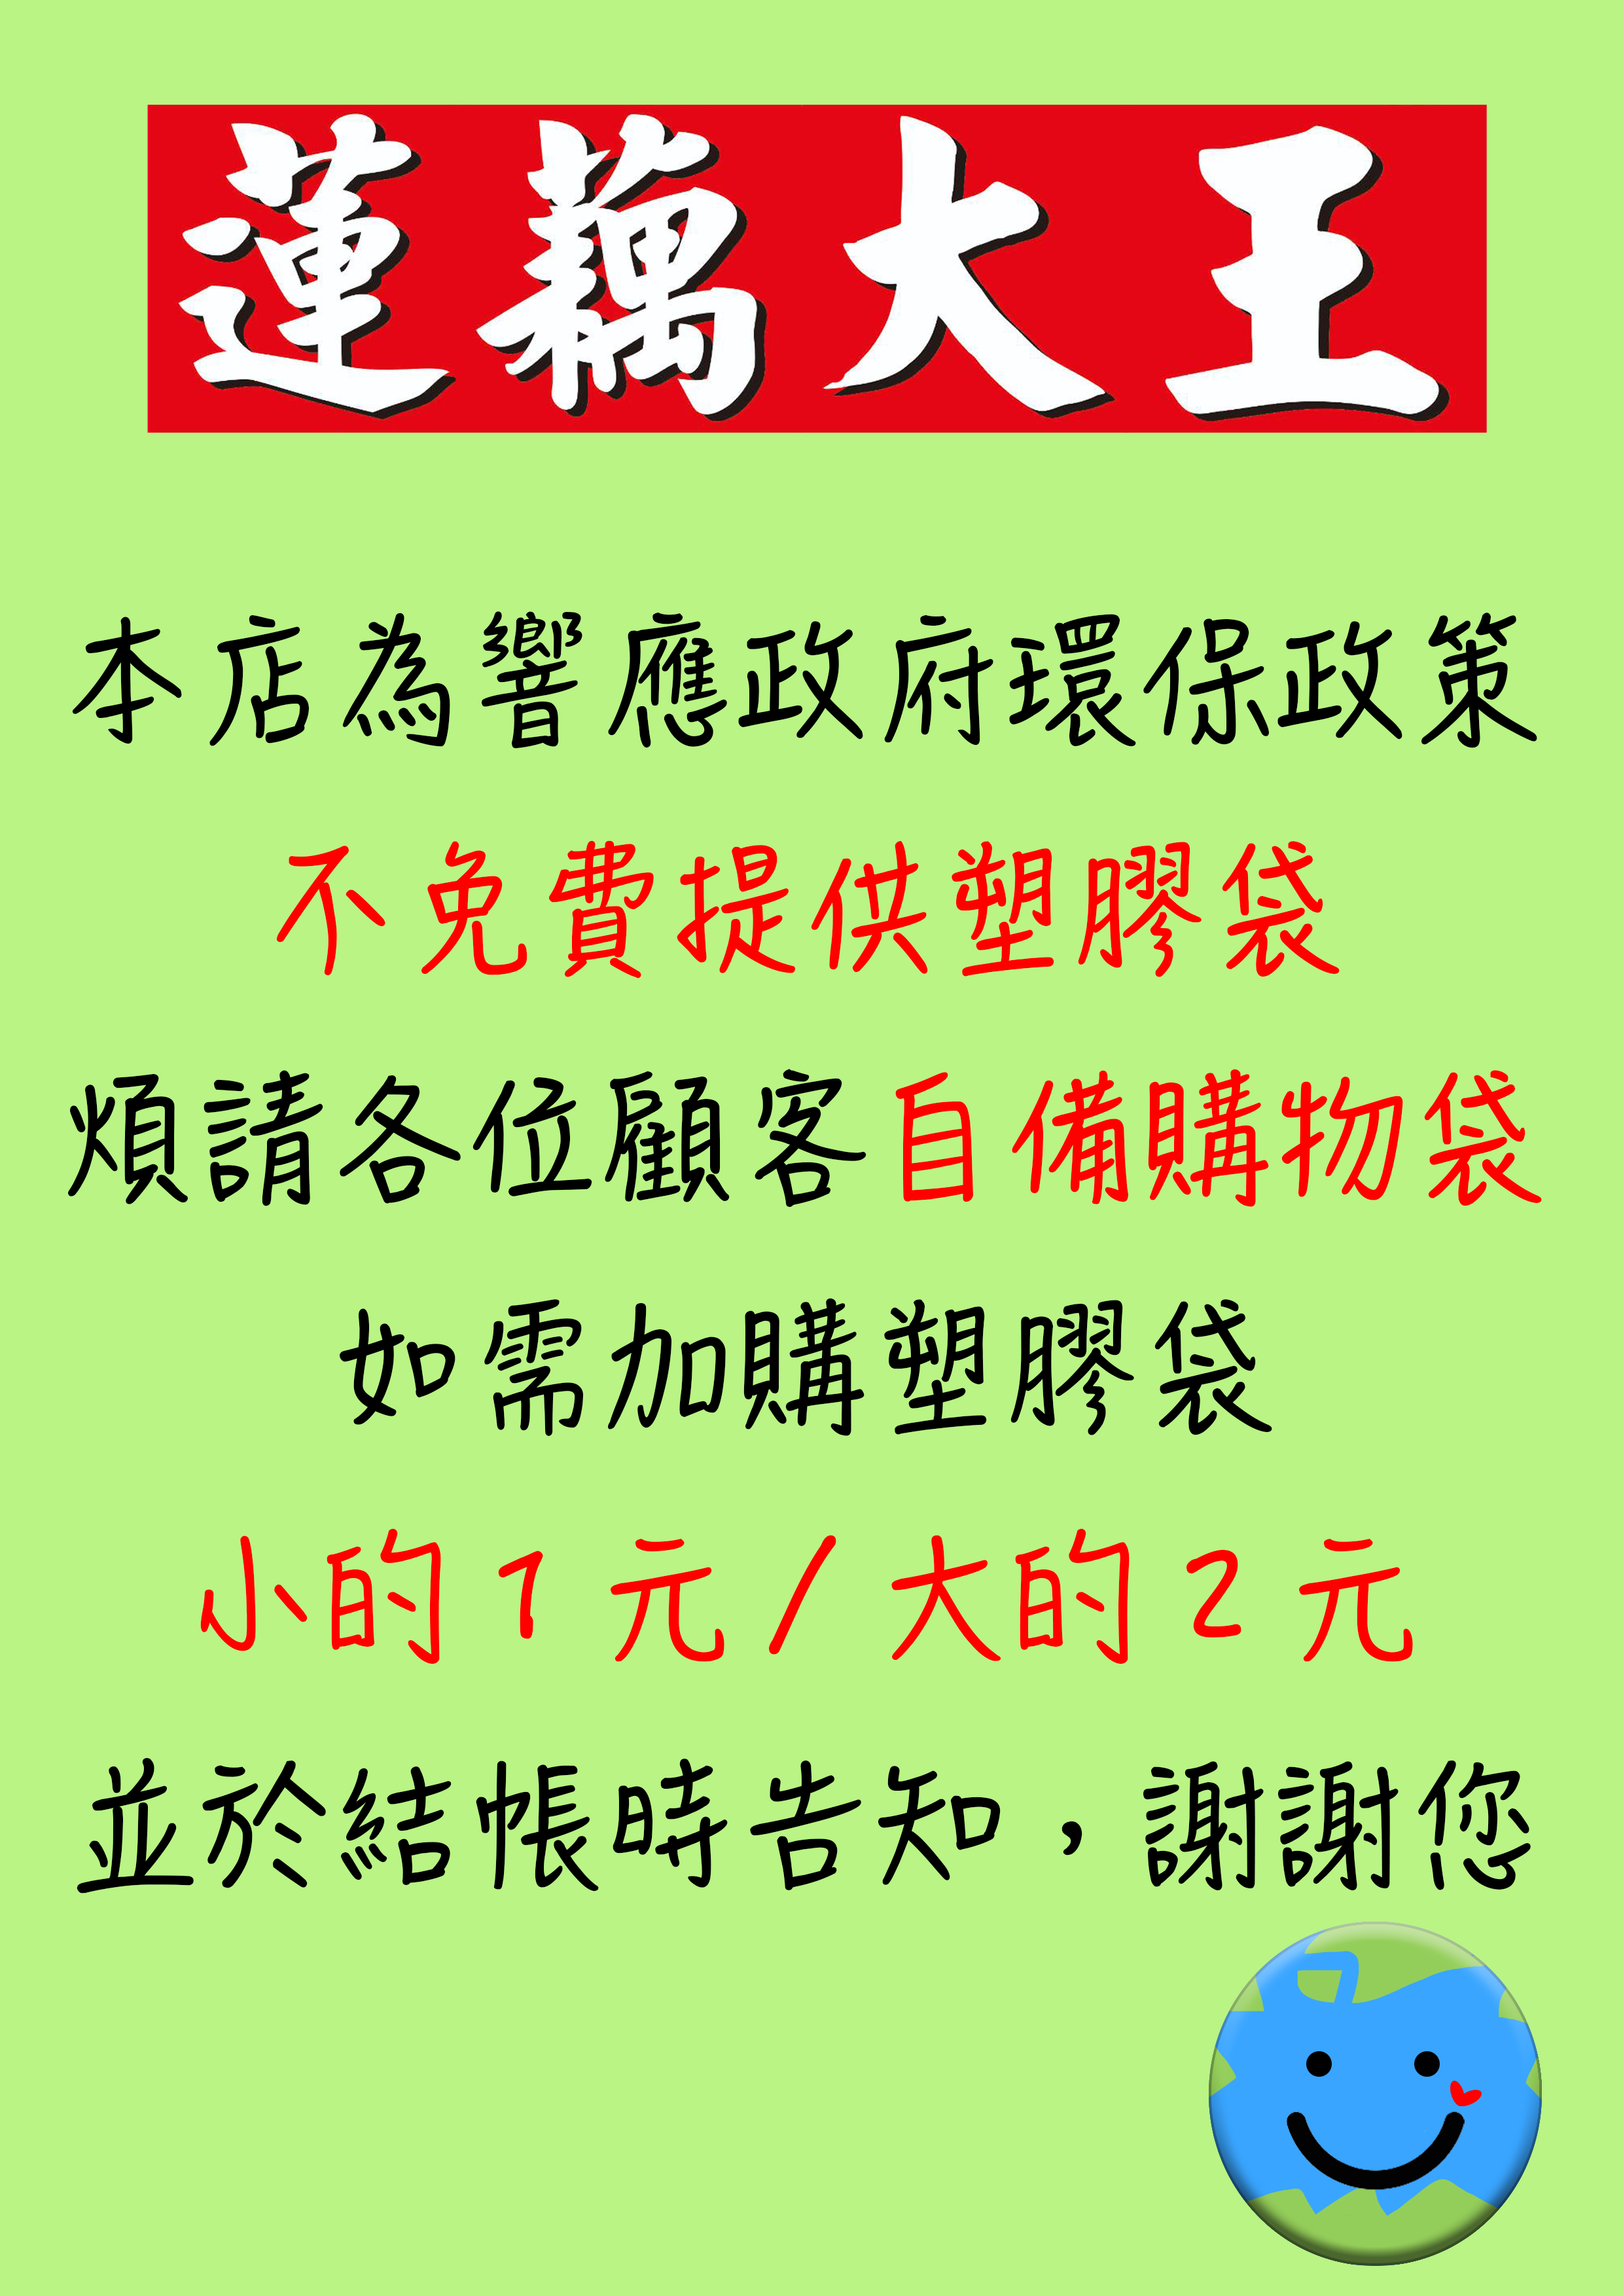 蓮藕大王
本店為響應政府環保政策
不免費提供塑膠袋
煩請各位顧客自備購物袋
如需加購塑膠袋
小的1元/大的2元
並於結帳時告知，謝謝您